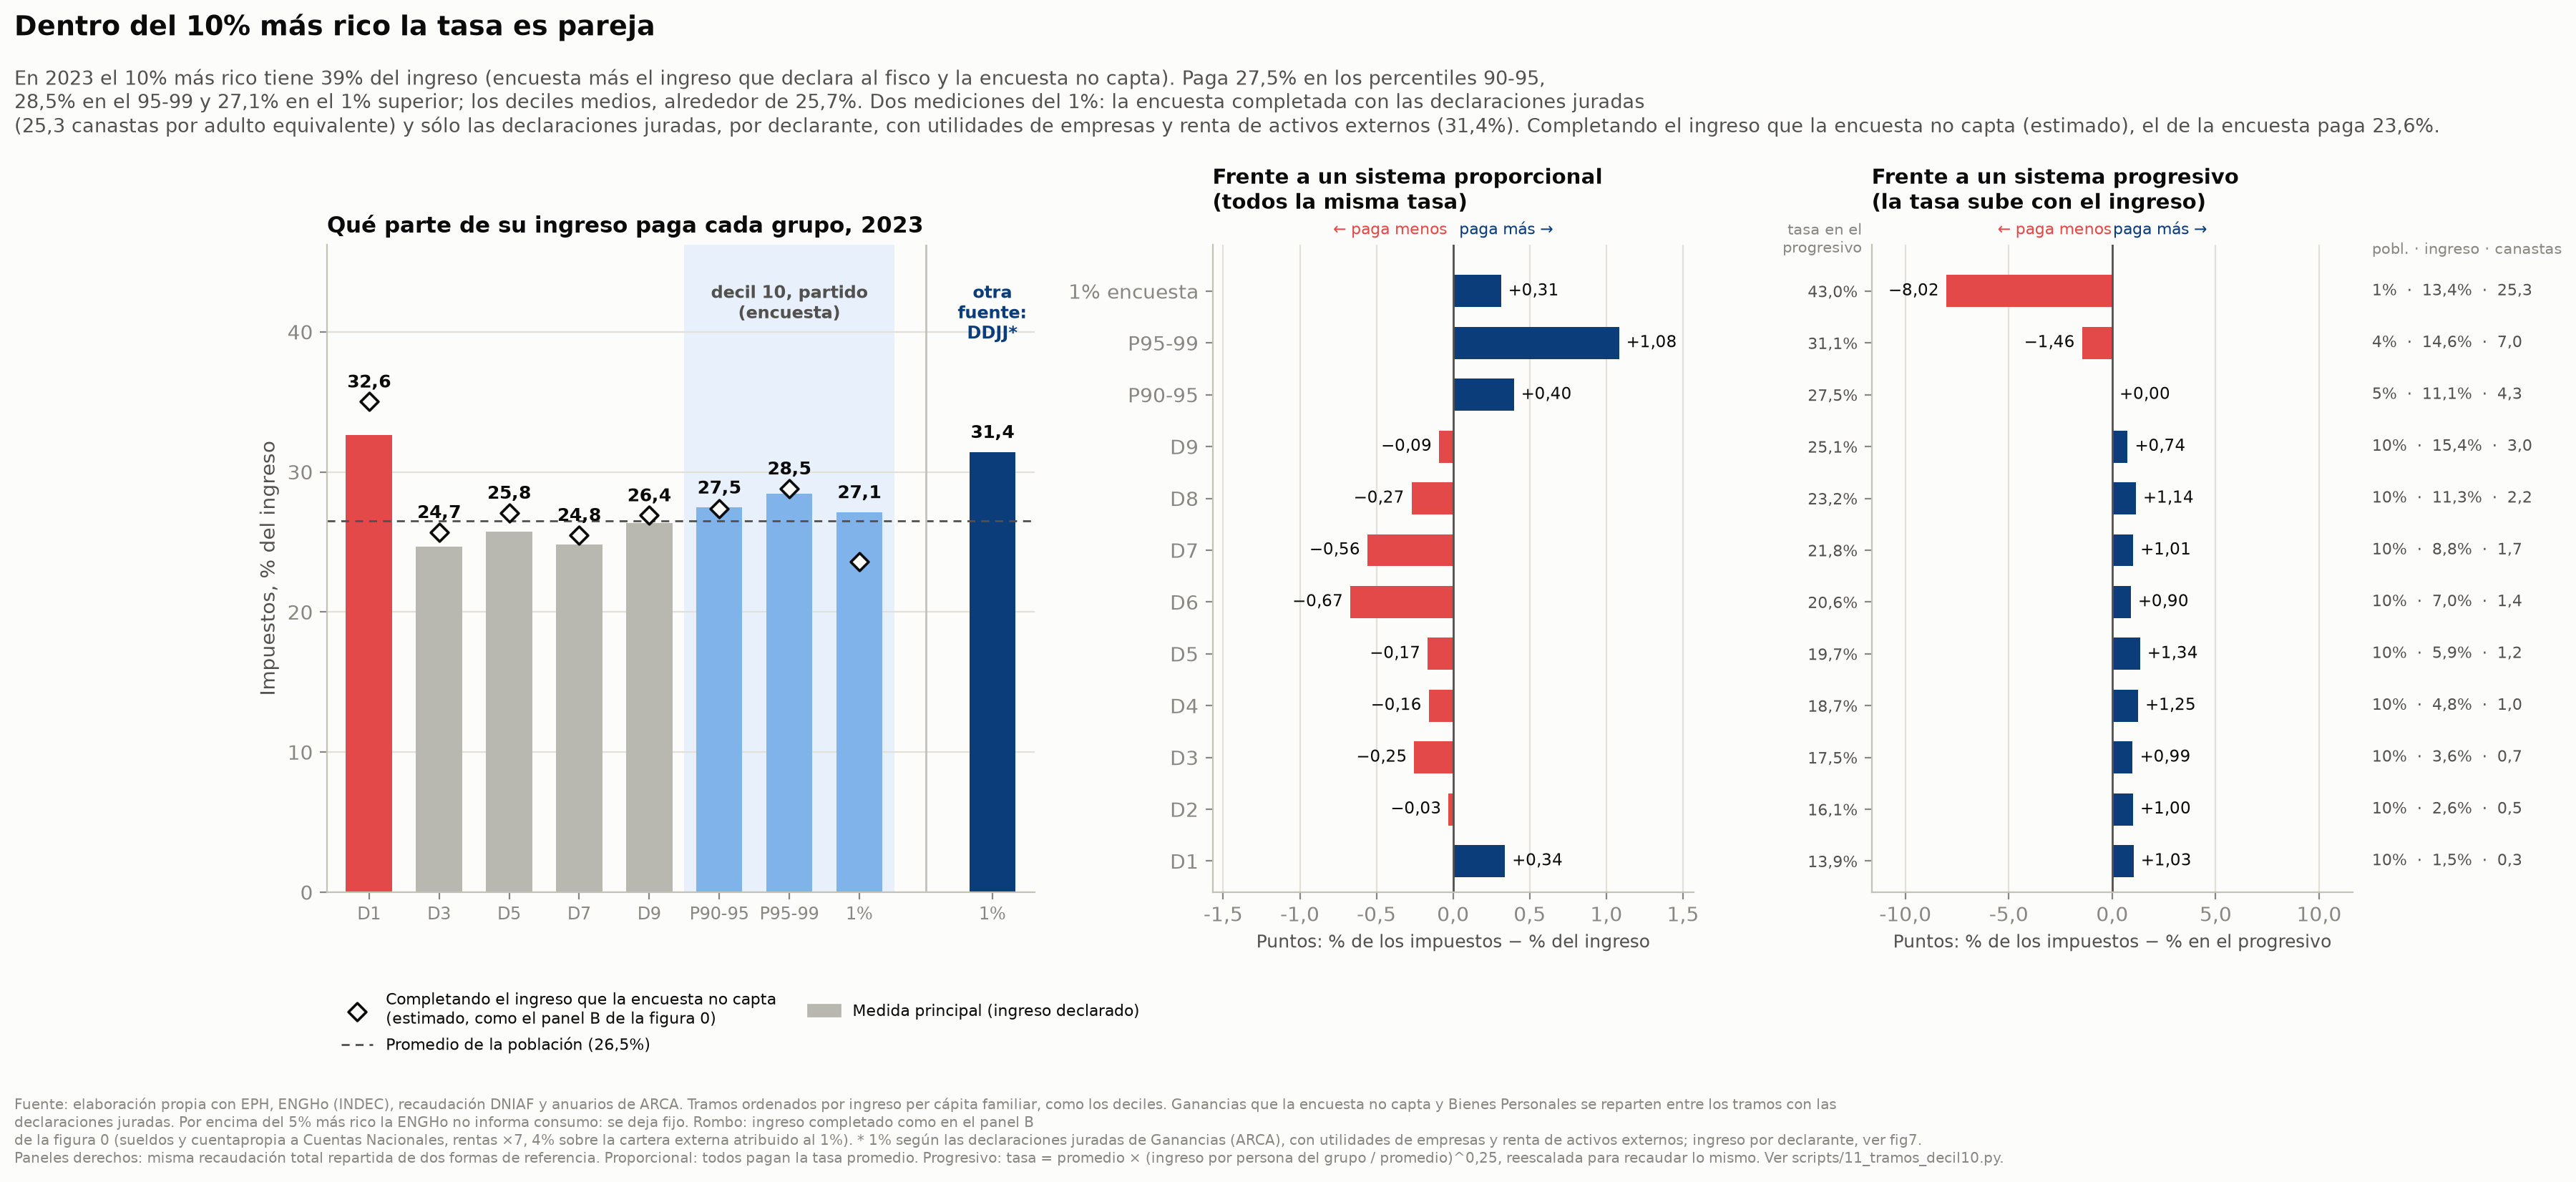 Dentro del 10% más rico la tasa es pareja
En 2023 el 10% más rico tiene 39% del ingreso (encuesta más el ingreso que declara al fisco y la encuesta no capta). Paga 27,5% en los percentiles 90-95,
28,5% en el 95-99 y 27,1% en el 1% superior; los deciles medios, alrededor de 25,7%. Dos mediciones del 1%: la encuesta completada con las declaraciones juradas
(25,3 canastas por adulto equivalente) y sólo las declaraciones juradas, por declarante, con utilidades de empresas y renta de activos externos (31,4%). Completando el ingreso que la encuesta no capta (estimado), el de la encuesta paga 23,6%.
Qué parte de su ingreso paga cada grupo, 2023
decil 10, partido
(encuesta)
otra
fuente:
DDJJ*
Impuestos, % del ingreso
40
30
20
10
0
32,6
24,7
25,8
24,8
26,4
27,5
28,5
27,1
31,4
D1
D3
D5
D7
D9
P90-95
P95-99
1%
1%
Completando el ingreso que la encuesta no capta
(estimado, como el panel B de la figura 0)
Promedio de la población (26,5%)
Medida principal (ingreso declarado)
Frente a un sistema proporcional
(todos la misma tasa)
← paga menos paga más →
1% encuesta +0,31
P95-99 +1,08
P90-95 +0,40
D9 −0,09
D8 −0,27
D7 −0,56
D6 −0,67
D5 −0,17
D4 −0,16
D3 −0,25
D2 −0,03
D1 +0,34
-1,5 -1,0 -0,5 0,0 0,5 1,0 1,5
Puntos: % de los impuestos − % del ingreso
Frente a un sistema progresivo
(la tasa sube con el ingreso)
tasa en el
progresivo
← paga menos paga más →
pobl. · ingreso · canastas
43,0% −8,02 1% · 13,4% · 25,3
31,1% −1,46 4% · 14,6% · 7,0
27,5% +0,00 5% · 11,1% · 4,3
25,1% +0,74 10% · 15,4% · 3,0
23,2% +1,14 10% · 11,3% · 2,2
21,8% +1,01 10% · 8,8% · 1,7
20,6% +0,90 10% · 7,0% · 1,4
19,7% +1,34 10% · 5,9% · 1,2
18,7% +1,25 10% · 4,8% · 1,0
17,5% +0,99 10% · 3,6% · 0,7
16,1% +1,00 10% · 2,6% · 0,5
13,9% +1,03 10% · 1,5% · 0,3
-10,0 -5,0 0,0 5,0 10,0
Puntos: % de los impuestos − % en el progresivo
Fuente: elaboración propia con EPH, ENGHo (INDEC), recaudación DNIAF y anuarios de ARCA. Tramos ordenados por ingreso per cápita familiar, como los deciles. Ganancias que la encuesta no capta y Bienes Personales se reparten entre los tramos con las
declaraciones juradas. Por encima del 5% más rico la ENGHo no informa consumo: se deja fijo. Rombo: ingreso completado como en el panel B
de la figura 0 (sueldos y cuentapropia a Cuentas Nacionales, rentas ×7, 4% sobre la cartera externa atribuido al 1%). * 1% según las declaraciones juradas de Ganancias (ARCA), con utilidades de empresas y renta de activos externos; ingreso por declarante, ver fig7.
Paneles derechos: misma recaudación total repartida de dos formas de referencia. Proporcional: todos pagan la tasa promedio. Progresivo: tasa = promedio × (ingreso por persona del grupo / promedio)^0,25, reescalada para recaudar lo mismo. Ver scripts/11_tramos_decil10.py.